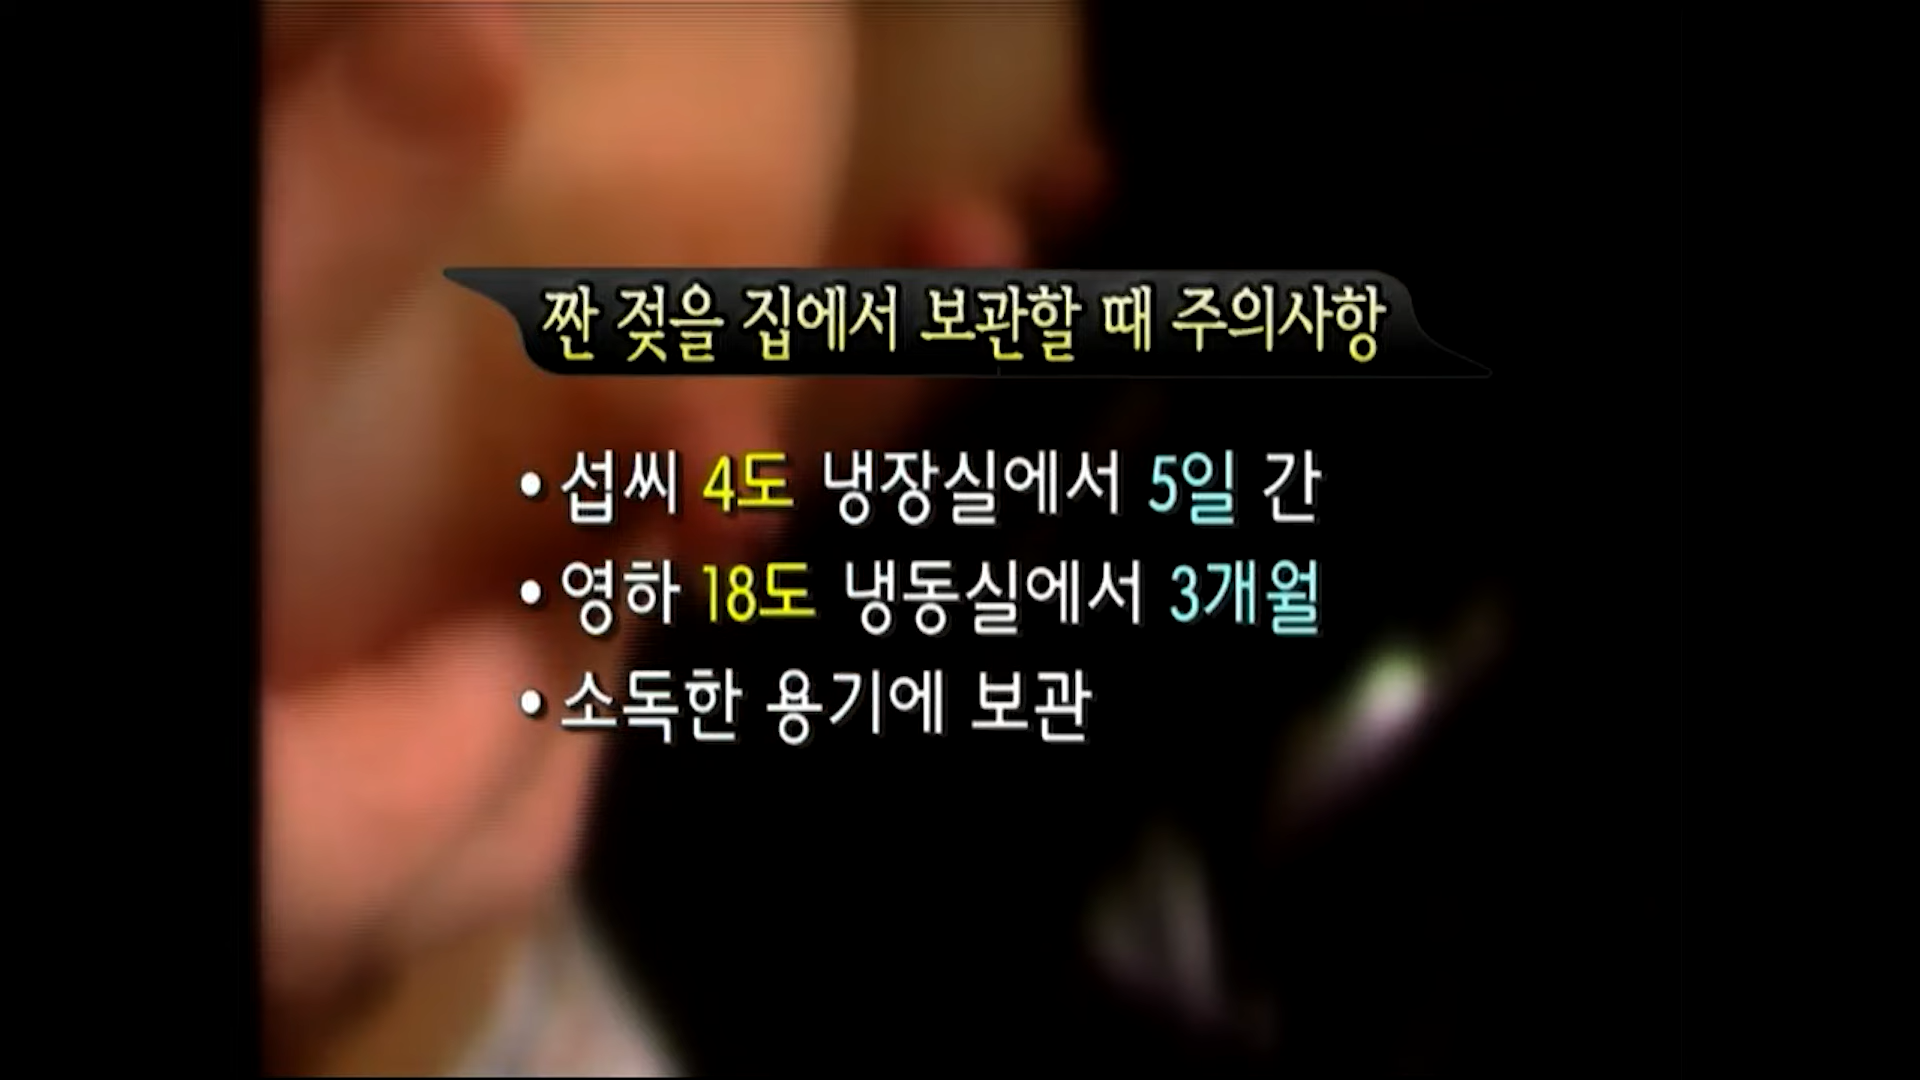 짠 젖을 집에서 보관할 때 주의사항
• 섭씨 4도 냉장실에서 5일 간
• 영하 18도 냉동실에서 3개월
• 소독한 용기에 보관